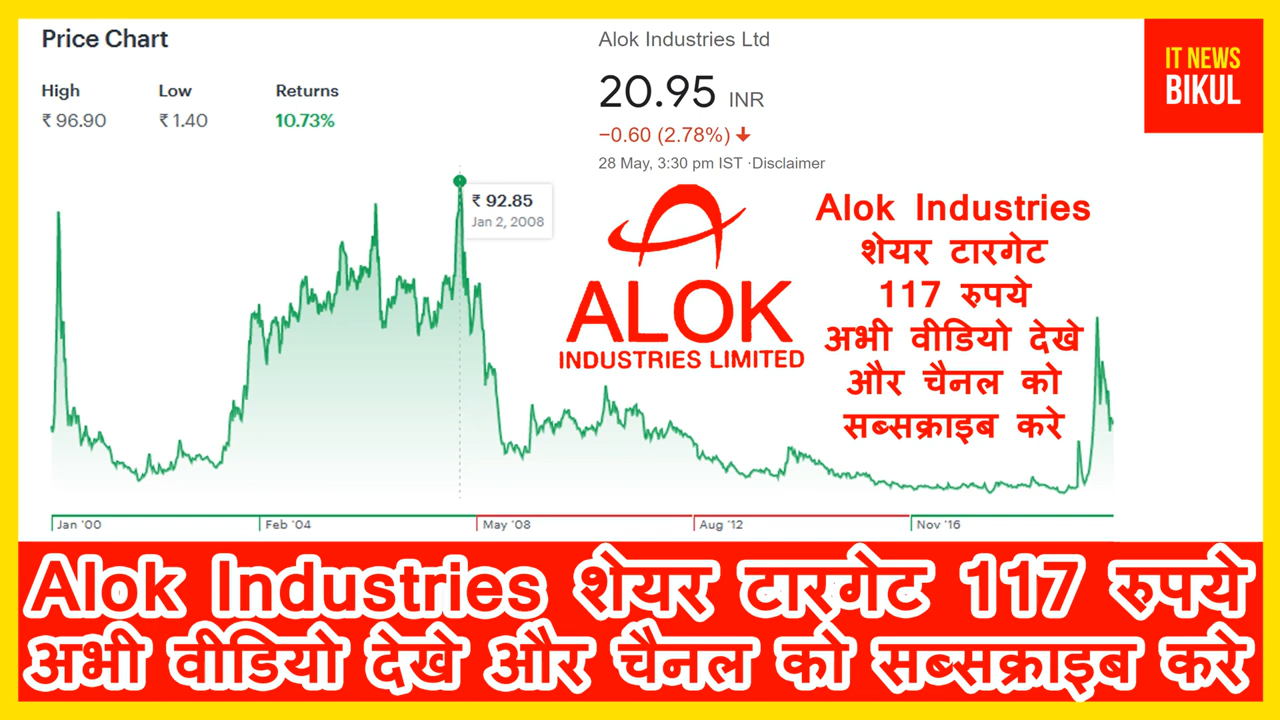 Price Chart
High Low Returns
₹ 96.90 ₹ 1.40 10.73%
Alok Industries Ltd
20.95 INR
−0.60 (2.78%) ↓
28 May, 3:30 pm IST ·Disclaimer
IT NEWS
BIKUL
₹ 92.85
Jan 2, 2008
ALOK
INDUSTRIES LIMITED
Alok Industries
शेयर टारगेट
117 रुपये
अभी वीडियो देखे
और चैनल को
सब्सक्राइब करे
Jan '00 Feb '04 May '08 Aug '12 Nov '16
Alok Industries शेयर टारगेट 117 रुपये
अभी वीडियो देखे और चैनल को सब्सक्राइब करे